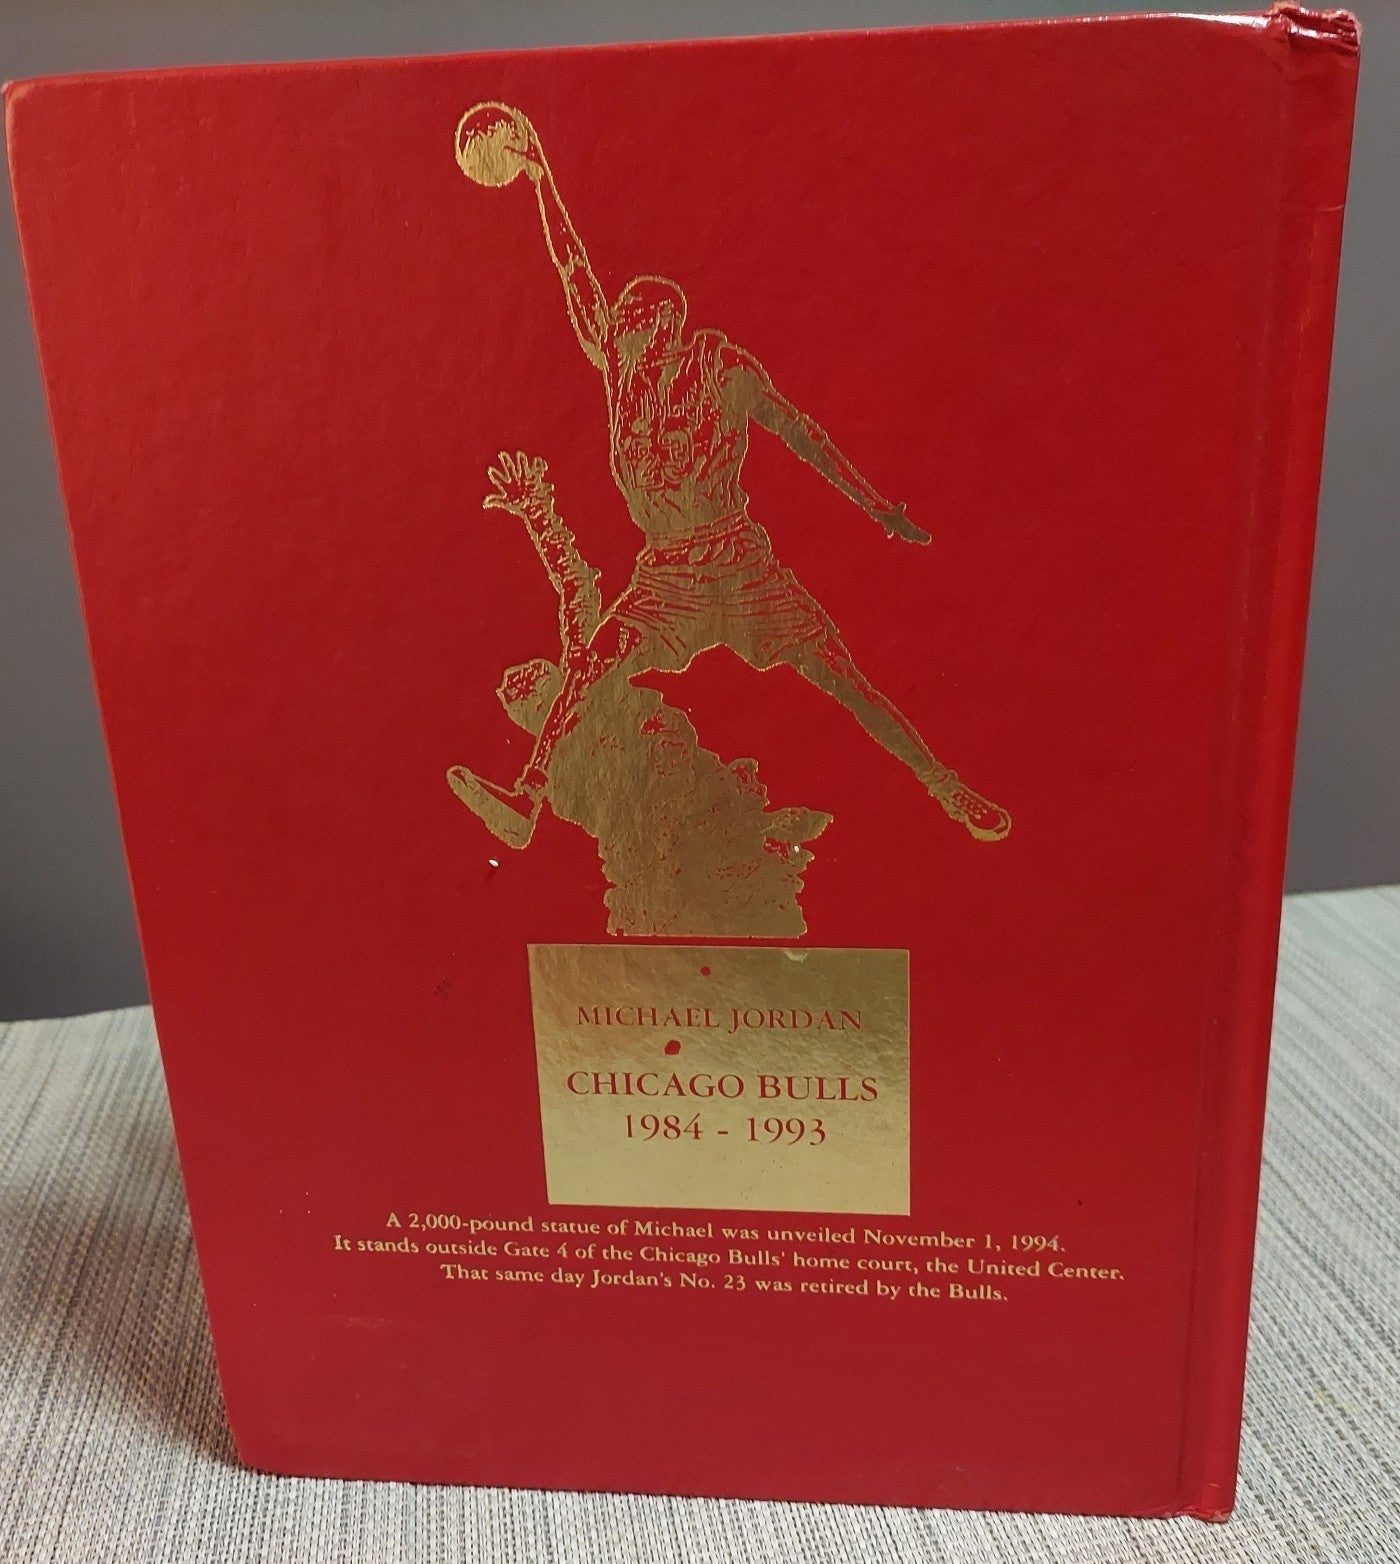 23
MICHAEL JORDAN
CHICAGO BULLS
1984 - 1993
A 2,000-pound statue of Michael was unveiled November 1, 1994.
It stands outside Gate 4 of the Chicago Bulls' home court, the United Center.
That same day Jordan's No. 23 was retired by the Bulls.